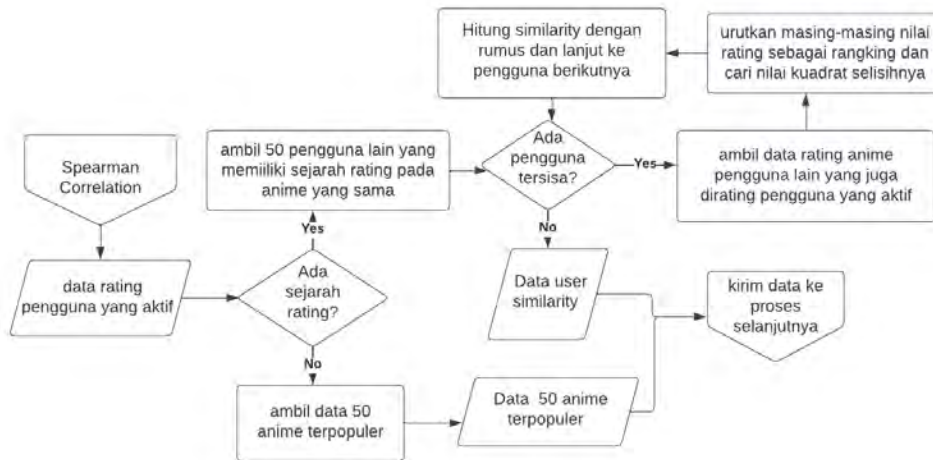 Spearman
Correlation
data rating
pengguna yang aktif
Ada
sejarah
rating?
Yes
ambil 50 pengguna lain yang
memiiliki sejarah rating pada
anime yang sama
Ada
pengguna
tersisa?
Yes
ambil data rating anime
pengguna lain yang juga
dirating pengguna yang aktif
urutkan masing-masing nilai
rating sebagai rangking dan
cari nilai kuadrat selisihnya
Hitung similarity dengan
rumus dan lanjut ke
pengguna berikutnya
No
Data user
similarity
No
ambil data 50
anime terpopuler
Data 50 anime
terpopuler
kirim data ke
proses
selanjutnya